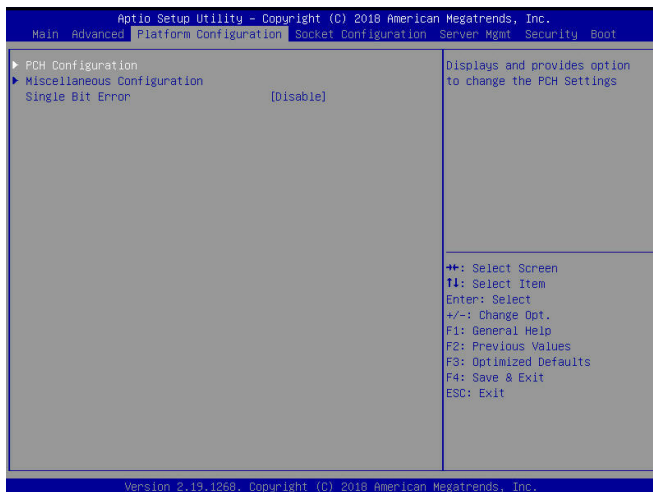 Aptio Setup Utility – Copyright (C) 2018 American Megatrends, Inc.
Main Advanced Platform Configuration Socket Configuration Server Mgmt Security Boot
▶ PCH Configuration
▶ Miscellaneous Configuration
Single Bit Error [Disable]
Displays and provides option
to change the PCH Settings
→←: Select Screen
↑↓: Select Item
Enter: Select
+/-: Change Opt.
F1: General Help
F2: Previous Values
F3: Optimized Defaults
F4: Save & Exit
ESC: Exit
Version 2.19.1268. Copyright (C) 2018 American Megatrends, Inc.